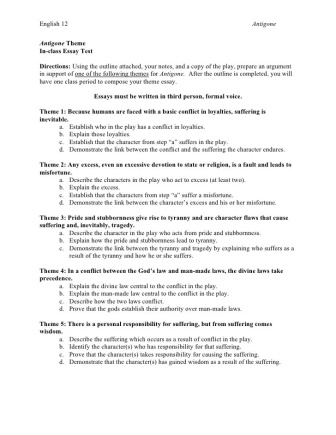 English 12 Antigone
Antigone Theme
In-class Essay Test
Directions: Using the outline attached, your notes, and a copy of the play, prepare an argument
in support of one of the following themes for Antigone. After the outline is completed, you will
have one class period to compose your theme essay.
Essays must be written in third person, formal voice.
Theme 1: Because humans are faced with a basic conflict in loyalties, suffering is
inevitable.
a. Establish who in the play has a conflict in loyalties.
b. Explain those loyalties.
c. Establish that the character from step "a" suffers in the play.
d. Demonstrate the link between the conflict and the suffering the character endures.
Theme 2: Any excess, even an excessive devotion to state or religion, is a fault and leads to
misfortune.
a. Describe the characters in the play who act to excess (at least two).
b. Explain the excess.
c. Establish that the characters from step "a" suffer a misfortune.
d. Demonstrate the link between the character's excess and his or her misfortune.
Theme 3: Pride and stubbornness give rise to tyranny and are character flaws that cause
suffering and, inevitably, tragedy.
a. Describe the character in the play who acts from pride and stubbornness.
b. Explain how the pride and stubbornness lead to tyranny.
c. Demonstrate the link between the tyranny and tragedy by explaining who suffers as a
result of the tyranny and how he or she suffers.
Theme 4: In a conflict between the God's law and man-made laws, the divine laws take
precedence.
a. Explain the divine law central to the conflict in the play.
b. Explain the man-made law central to the conflict in the play.
c. Describe how the two laws conflict.
d. Prove that the gods establish their authority over man-made laws.
Theme 5: There is a personal responsibility for suffering, but from suffering comes
wisdom.
a. Describe the suffering which occurs as a result of conflict in the play.
b. Identify the character(s) who has responsibility for that suffering.
c. Prove that the character(s) takes responsibility for causing the suffering.
d. Demonstrate that the character(s) has gained wisdom as a result of the suffering.